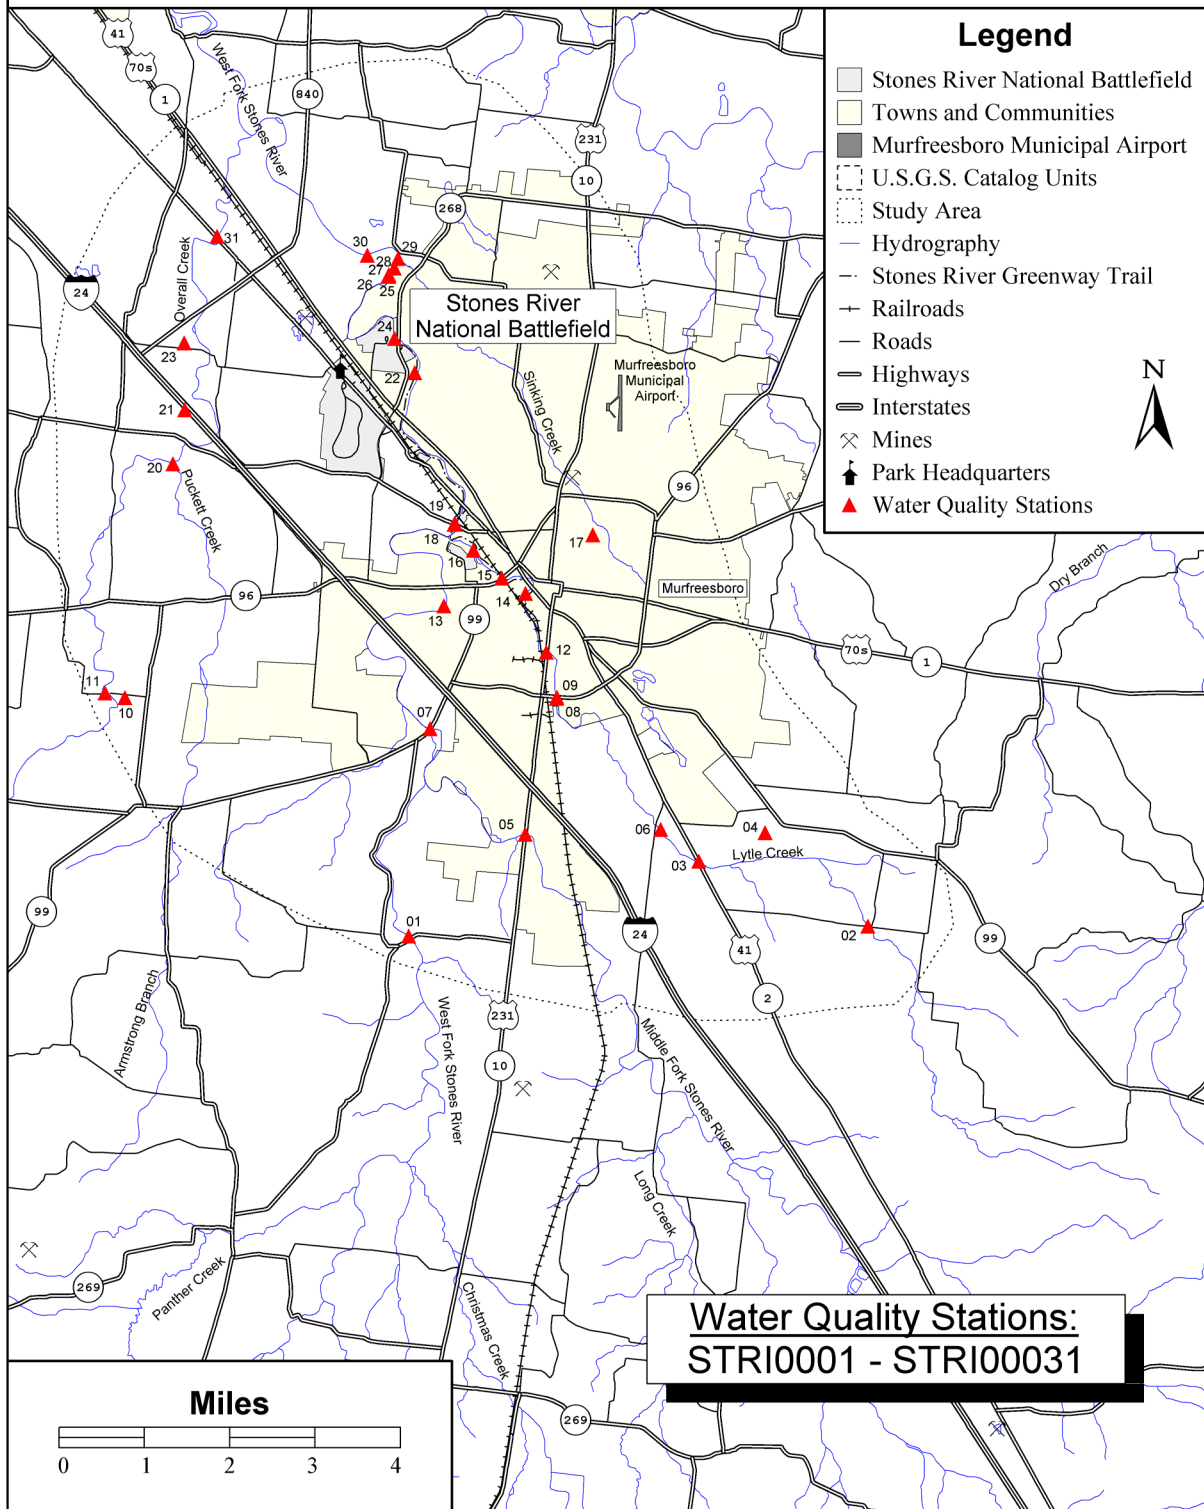 Legend
Stones River National Battlefield
Towns and Communities
Murfreesboro Municipal Airport
U.S.G.S. Catalog Units
Study Area
Hydrography
Stones River Greenway Trail
Railroads
Roads
Highways
Interstates
Mines
Park Headquarters
Water Quality Stations
N
41
70s
1
West Fork Stones River
840
231
10
268
31
Overall Creek
30
29
28
27
26
25
24
Stones River
National Battlefield
24
23
22
Murfreesboro
Municipal
Airport
Sinking Creek
21
20
Puckett Creek
96
19
18
17
16
15
14
Dry Branch
96
13
99
Murfreesboro
12
70s
1
11
10
09
08
07
05
06
04
03
Lytle Creek
99
01
02
24
41
99
2
Armstrong Branch
West Fork Stones River
231
10
Middle Fork Stones River
Long Creek
269
Panther Creek
Christmas Creek
269
Water Quality Stations:
STRI0001 - STRI00031
Miles
0 1 2 3 4